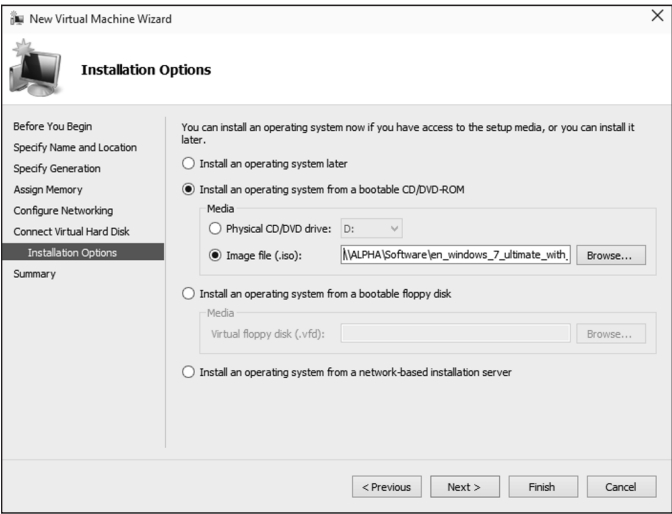 New Virtual Machine Wizard
Installation Options
Before You Begin
Specify Name and Location
Specify Generation
Assign Memory
Configure Networking
Connect Virtual Hard Disk
Installation Options
Summary
You can install an operating system now if you have access to the setup media, or you can install it
later.
Install an operating system later
Install an operating system from a bootable CD/DVD-ROM
Media
Physical CD/DVD drive: D:
Image file (.iso): \\ALPHA\Software\en_windows_7_ultimate_with_ Browse...
Install an operating system from a bootable floppy disk
Media
Virtual floppy disk (.vfd): Browse...
Install an operating system from a network-based installation server
< Previous Next > Finish Cancel